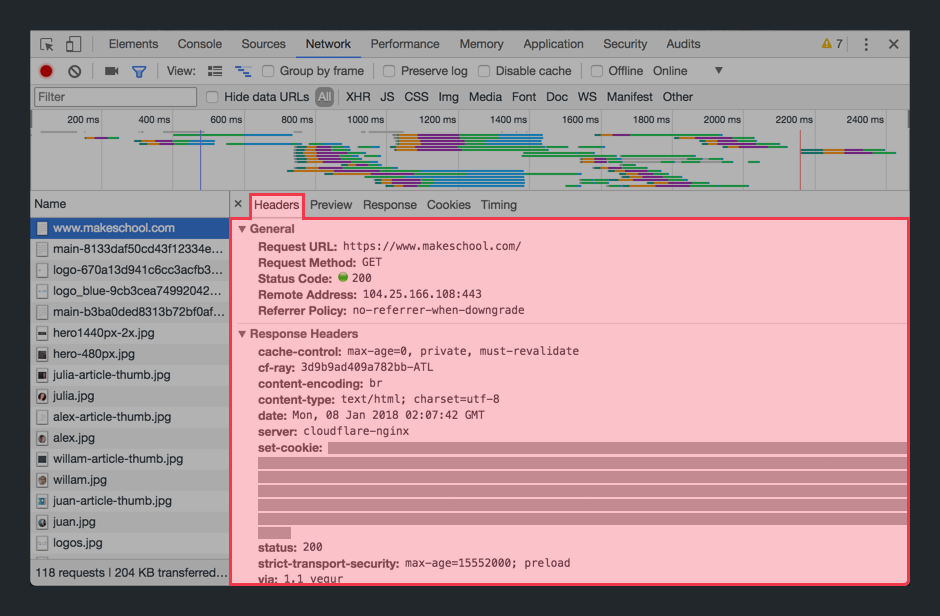 Elements Console Sources Network Performance Memory Application Security Audits 7
View: Group by frame Preserve log Disable cache Offline Online
Filter Hide data URLs All XHR JS CSS Img Media Font Doc WS Manifest Other
200 ms 400 ms 600 ms 800 ms 1000 ms 1200 ms 1400 ms 1600 ms 1800 ms 2000 ms 2200 ms 2400 ms
Name
www.makeschool.com
main-8133daf50cd43f12334e...
logo-670a13d941c6cc3acfb3...
logo_blue-9cb3cea74992042...
main-b3ba0ded8313b72bf0af...
hero1440px-2x.jpg
hero-480px.jpg
julia-article-thumb.jpg
julia.jpg
alex-article-thumb.jpg
alex.jpg
willam-article-thumb.jpg
willam.jpg
juan-article-thumb.jpg
juan.jpg
logos.jpg
118 requests | 204 KB transferred...
Headers Preview Response Cookies Timing
General
Request URL: https://www.makeschool.com/
Request Method: GET
Status Code: 200
Remote Address: 104.25.166.108:443
Referrer Policy: no-referrer-when-downgrade
Response Headers
cache-control: max-age=0, private, must-revalidate
cf-ray: 3d9b9ad409a782bb-ATL
content-encoding: br
content-type: text/html; charset=utf-8
date: Mon, 08 Jan 2018 02:07:42 GMT
server: cloudflare-nginx
set-cookie:
status: 200
strict-transport-security: max-age=15552000; preload
via: 1.1 vegur